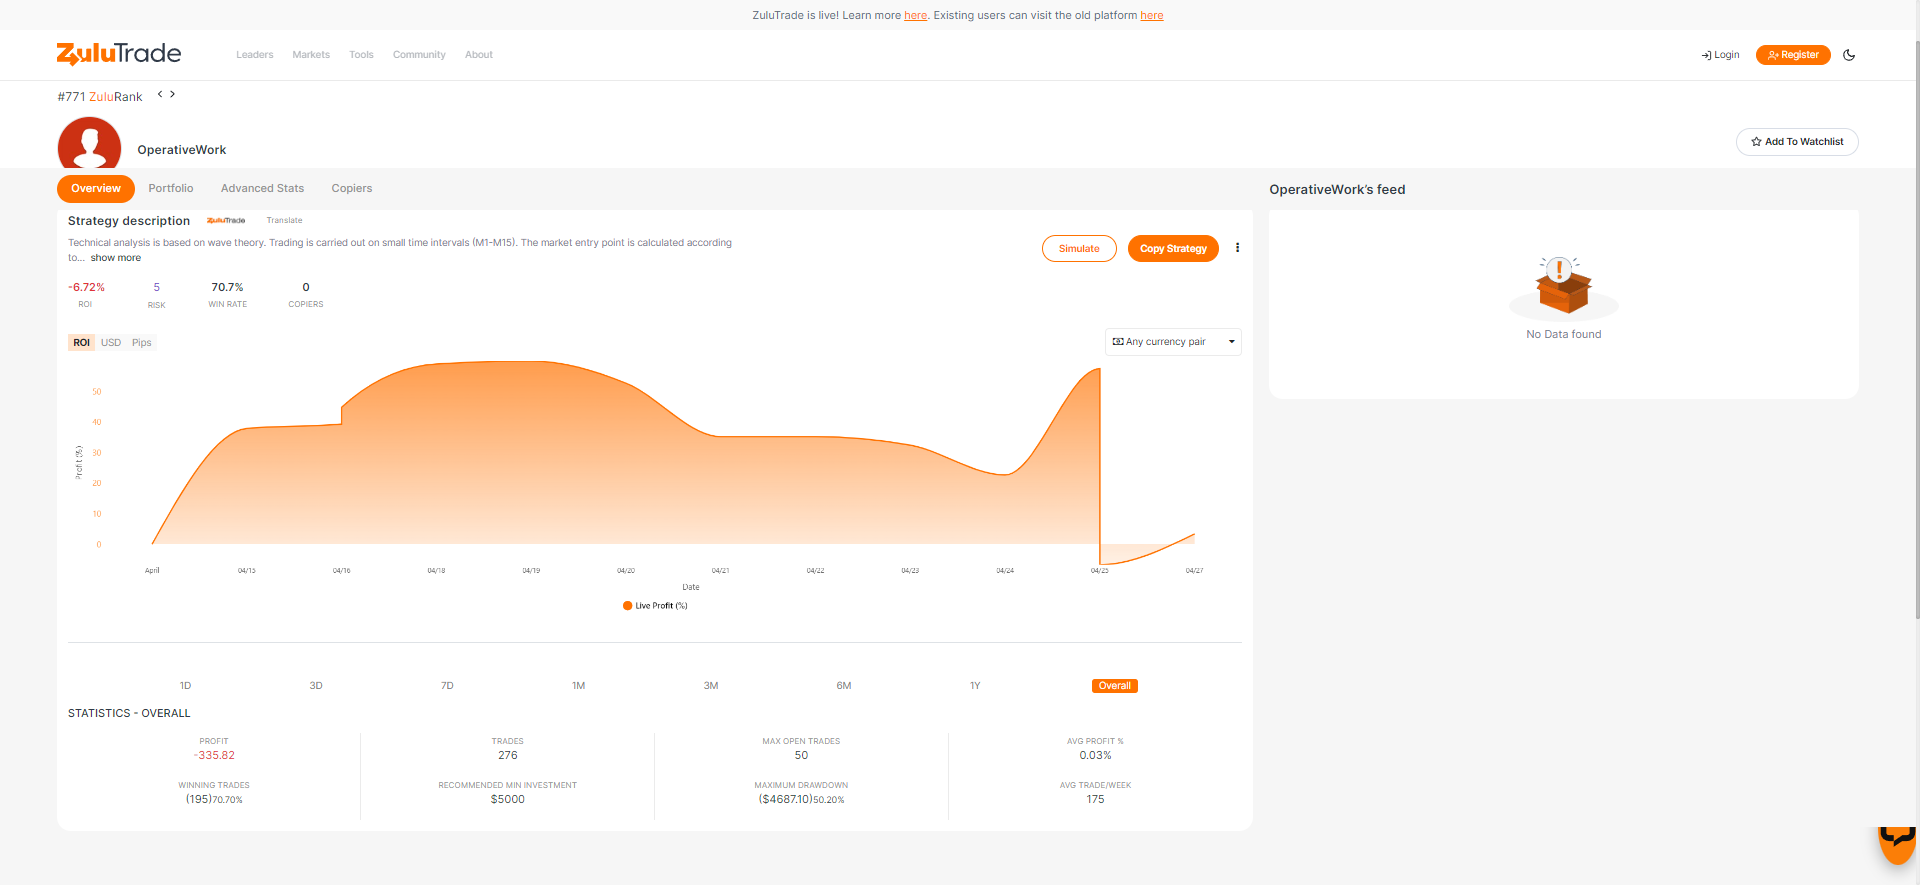 ZuluTrade is live! Learn more here. Existing users can visit the old platform here
ZuluTrade
Leaders Markets Tools Community About
Login Register
#771 ZuluRank < >
OperativeWork
Add To Watchlist
Overview Portfolio Advanced Stats Copiers
OperativeWork's feed
Strategy description ZuluTrade Translate
Technical analysis is based on wave theory. Trading is carried out on small time intervals (M1-M15). The market entry point is calculated according
to... show more
Simulate Copy Strategy
-6.72% 5 70.7% 0
ROI RISK WIN RATE COPIERS
No Data found
ROI USD Pips
Any currency pair
50
40
30
20
10
0
Profit (%)
April 04/15 04/16 04/18 04/19 04/20 04/21 04/22 04/23 04/24 04/25 04/27
Date
Live Profit (%)
1D 3D 7D 1M 3M 6M 1Y Overall
STATISTICS - OVERALL
PROFIT TRADES MAX OPEN TRADES AVG PROFIT %
-335.82 276 50 0.03%
WINNING TRADES RECOMMENDED MIN INVESTMENT MAXIMUM DRAWDOWN AVG TRADE/WEEK
(195)70.70% $5000 ($4687.10)50.20% 175